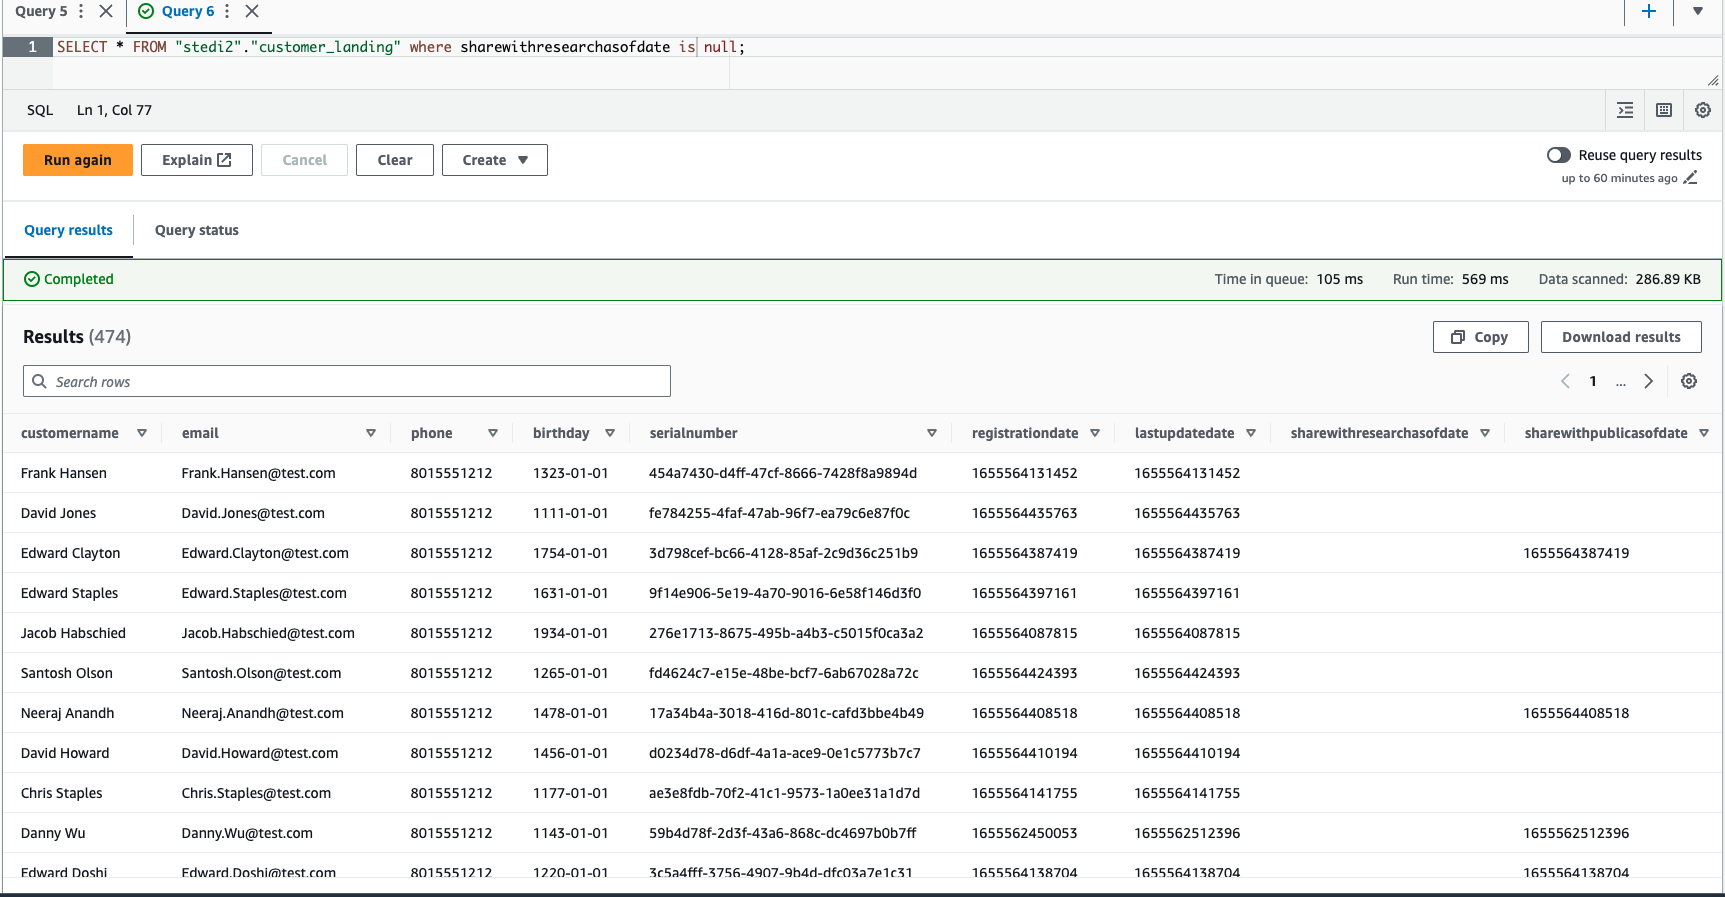 Query 5 Query 6
1 SELECT * FROM "stedi2"."customer_landing" where sharewithresearchasofdate is null;
SQL Ln 1, Col 77
Run again Explain Cancel Clear Create Reuse query results
up to 60 minutes ago
Query results Query status
Completed Time in queue: 105 ms Run time: 569 ms Data scanned: 286.89 KB
Results (474) Copy Download results
Search rows 1 ...
customername email phone birthday serialnumber registrationdate lastupdatedate sharewithresearchasofdate sharewithpublicasofdate
Frank Hansen Frank.Hansen@test.com 8015551212 1323-01-01 454a7430-d4ff-47cf-8666-7428f8a9894d 1655564131452 1655564131452
David Jones David.Jones@test.com 8015551212 1111-01-01 fe784255-4faf-47ab-96f7-ea79c6e87f0c 1655564435763 1655564435763
Edward Clayton Edward.Clayton@test.com 8015551212 1754-01-01 3d798cef-bc66-4128-85af-2c9d36c251b9 1655564387419 1655564387419 1655564387419
Edward Staples Edward.Staples@test.com 8015551212 1631-01-01 9f14e906-5e19-4a70-9016-6e58f146d3f0 1655564397161 1655564397161
Jacob Habschied Jacob.Habschied@test.com 8015551212 1934-01-01 276e1713-8675-495b-a4b3-c5015f0ca3a2 1655564087815 1655564087815
Santosh Olson Santosh.Olson@test.com 8015551212 1265-01-01 fd4624c7-e15e-48be-bcf7-6ab67028a72c 1655564424393 1655564424393
Neeraj Anandh Neeraj.Anandh@test.com 8015551212 1478-01-01 17a34b4a-3018-416d-801c-cafd3bbe4b49 1655564408518 1655564408518 1655564408518
David Howard David.Howard@test.com 8015551212 1456-01-01 d0234d78-d6df-4a1a-ace9-0e1c5773b7c7 1655564410194 1655564410194
Chris Staples Chris.Staples@test.com 8015551212 1177-01-01 ae3e8fdb-70f2-41c1-9573-1a0ee31a1d7d 1655564141755 1655564141755
Danny Wu Danny.Wu@test.com 8015551212 1143-01-01 59b4d78f-2d3f-43a6-868c-dc4697b0b7ff 1655562450053 1655562512396 1655562512396
Edward Doshi Edward.Doshi@test.com 8015551212 1220-01-01 3c5a4fff-3756-4907-9b4d-dfc03a7e1c31 1655564138704 1655564138704 1655564138704